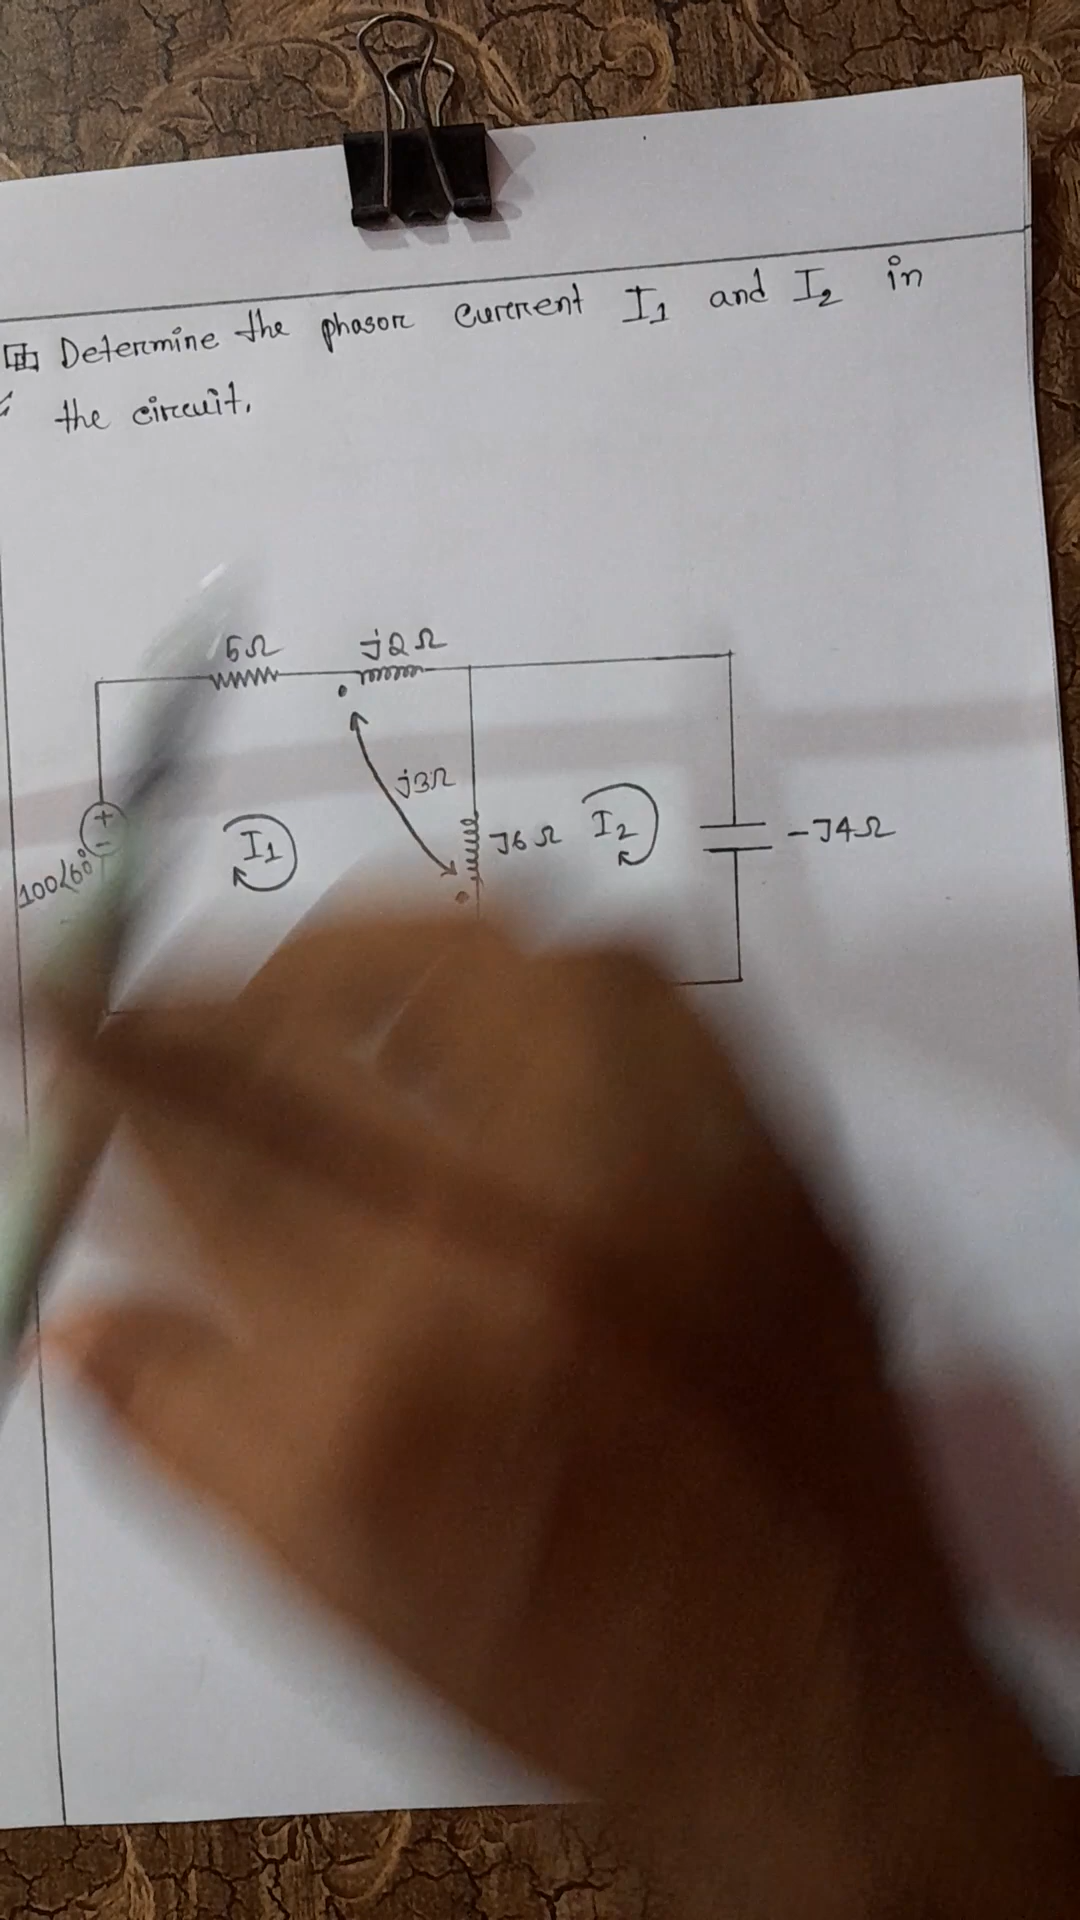 Determine the phasor current I₁ and I₂ in
the circuit.
5Ω
j2Ω
j3Ω
J6Ω
I₁
I₂
-J4Ω
100∠60°
+
-